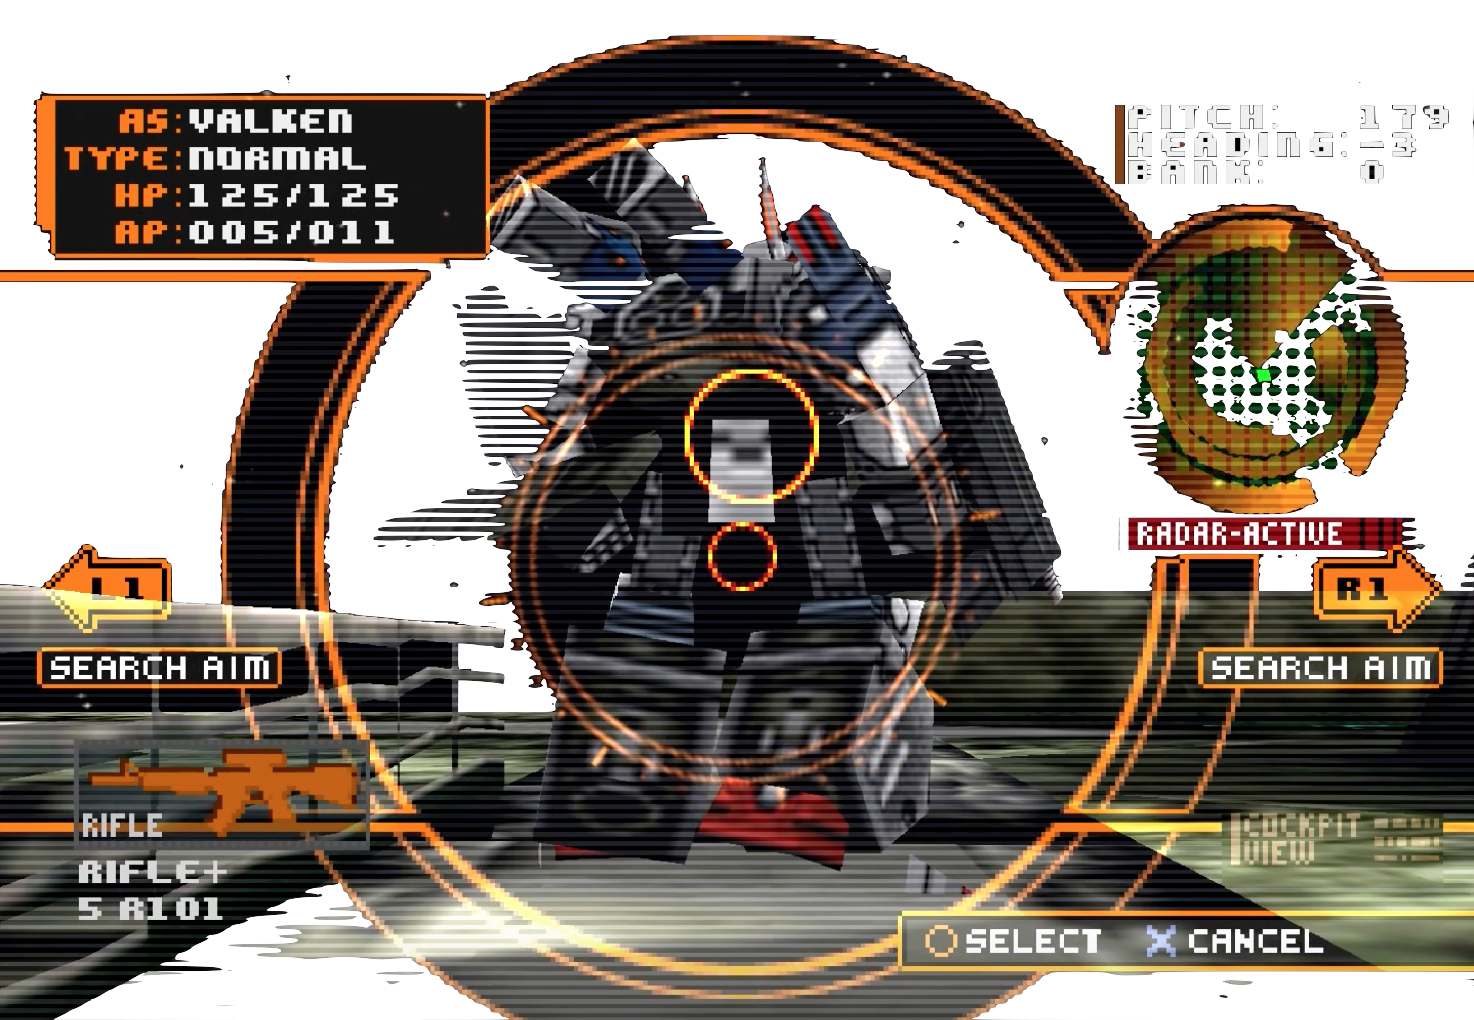 AS:VALKEN
TYPE:NORMAL
HP:125/125
AP:005/011
PITCH: 179
HEADING:-3
BANK: 0
RADAR-ACTIVE
L1
R1
SEARCH AIM
SEARCH AIM
RIFLE
RIFLE+
5 R101
COCKPIT
VIEW
SELECT CANCEL